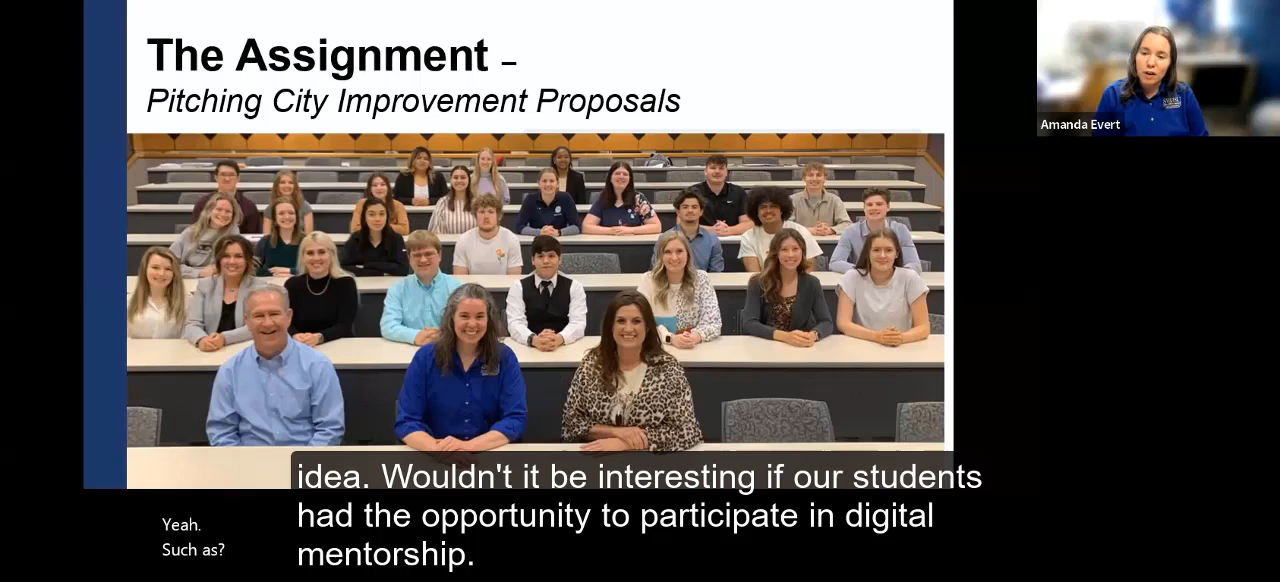 The Assignment –
Pitching City Improvement Proposals
Amanda Evert
idea. Wouldn't it be interesting if our students
had the opportunity to participate in digital
mentorship.
Yeah.
Such as?